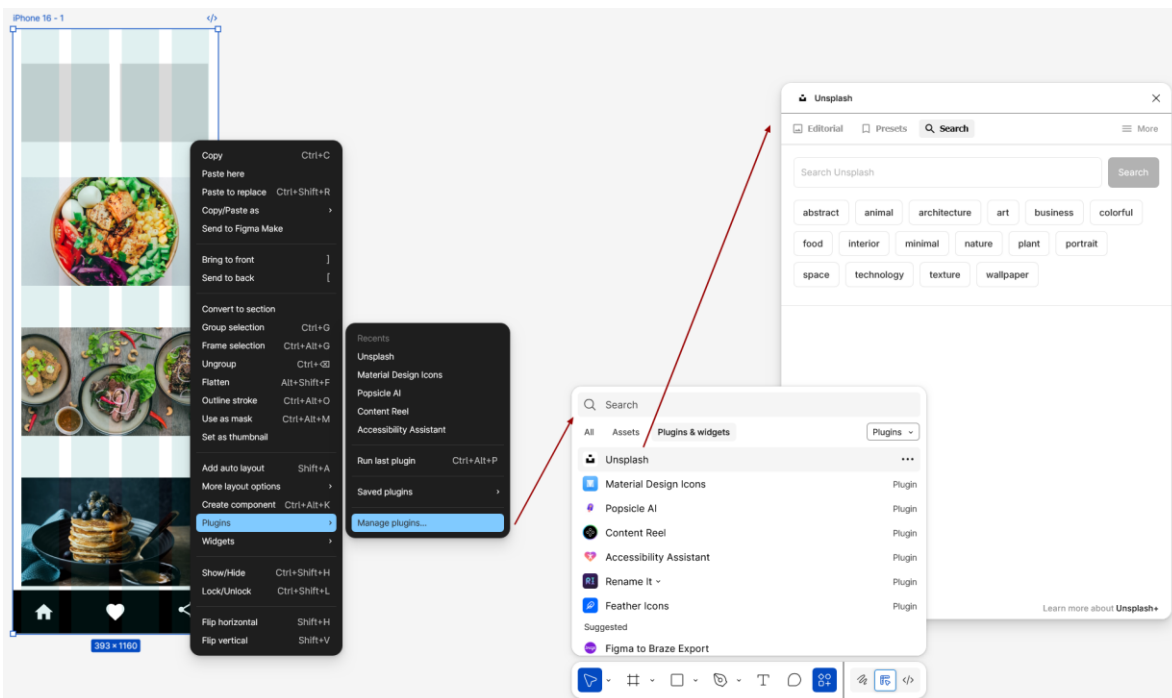 iPhone 16 - 1 </>
393 × 1160
Copy Ctrl+C
Paste here
Paste to replace Ctrl+Shift+R
Copy/Paste as ›
Send to Figma Make
Bring to front ]
Send to back [
Convert to section
Group selection Ctrl+G
Frame selection Ctrl+Alt+G
Ungroup Ctrl+⌫
Flatten Alt+Shift+F
Outline stroke Ctrl+Alt+O
Use as mask Ctrl+Alt+M
Set as thumbnail
Add auto layout Shift+A
More layout options ›
Create component Ctrl+Alt+K
Plugins ›
Widgets ›
Show/Hide Ctrl+Shift+H
Lock/Unlock Ctrl+Shift+L
Flip horizontal Shift+H
Flip vertical Shift+V
Recents
Unsplash
Material Design Icons
Popsicle AI
Content Reel
Accessibility Assistant
Run last plugin Ctrl+Alt+P
Saved plugins ›
Manage plugins...
Search
All Assets Plugins & widgets Plugins
Unsplash •••
Material Design Icons Plugin
Popsicle AI Plugin
Content Reel Plugin
Accessibility Assistant Plugin
RI Rename It Plugin
Feather Icons Plugin
Suggested
Figma to Braze Export
T </>
Unsplash
Editorial Presets Search More
Search Unsplash Search
abstract animal architecture art business colorful
food interior minimal nature plant portrait
space technology texture wallpaper
Learn more about Unsplash+